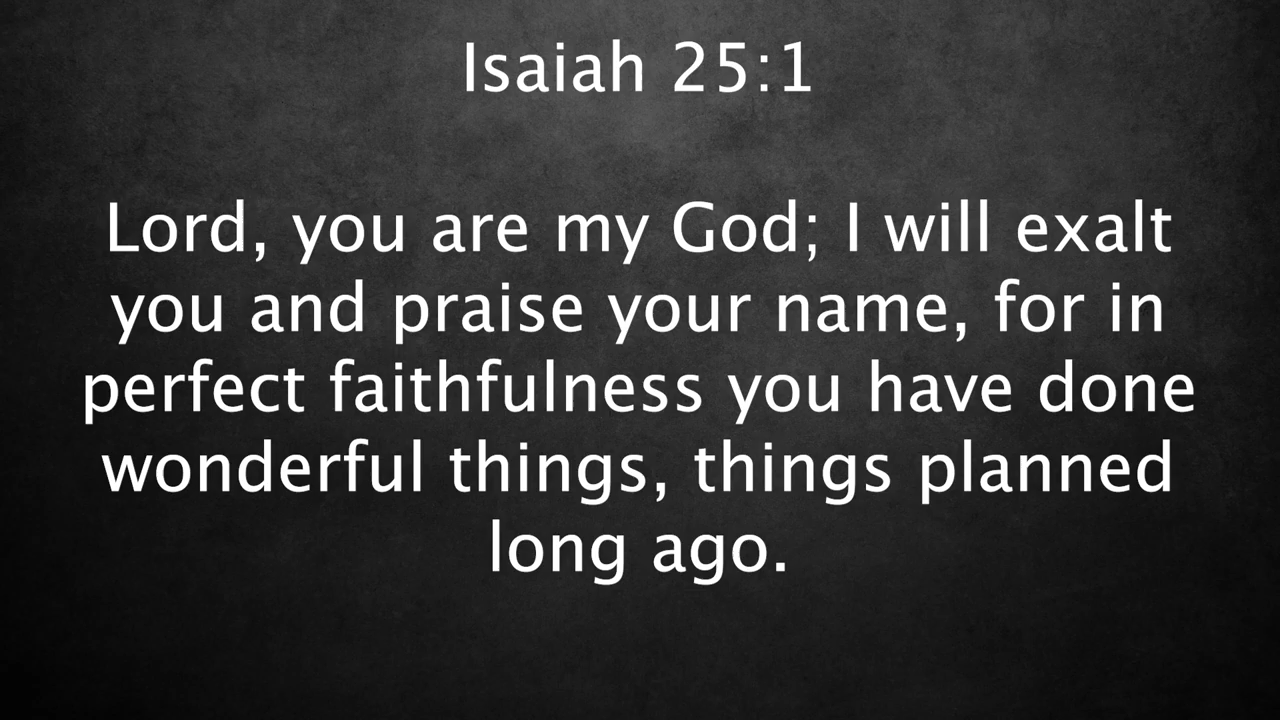 Isaiah 25:1
Lord, you are my God; I will exalt
you and praise your name, for in
perfect faithfulness you have done
wonderful things, things planned
long ago.